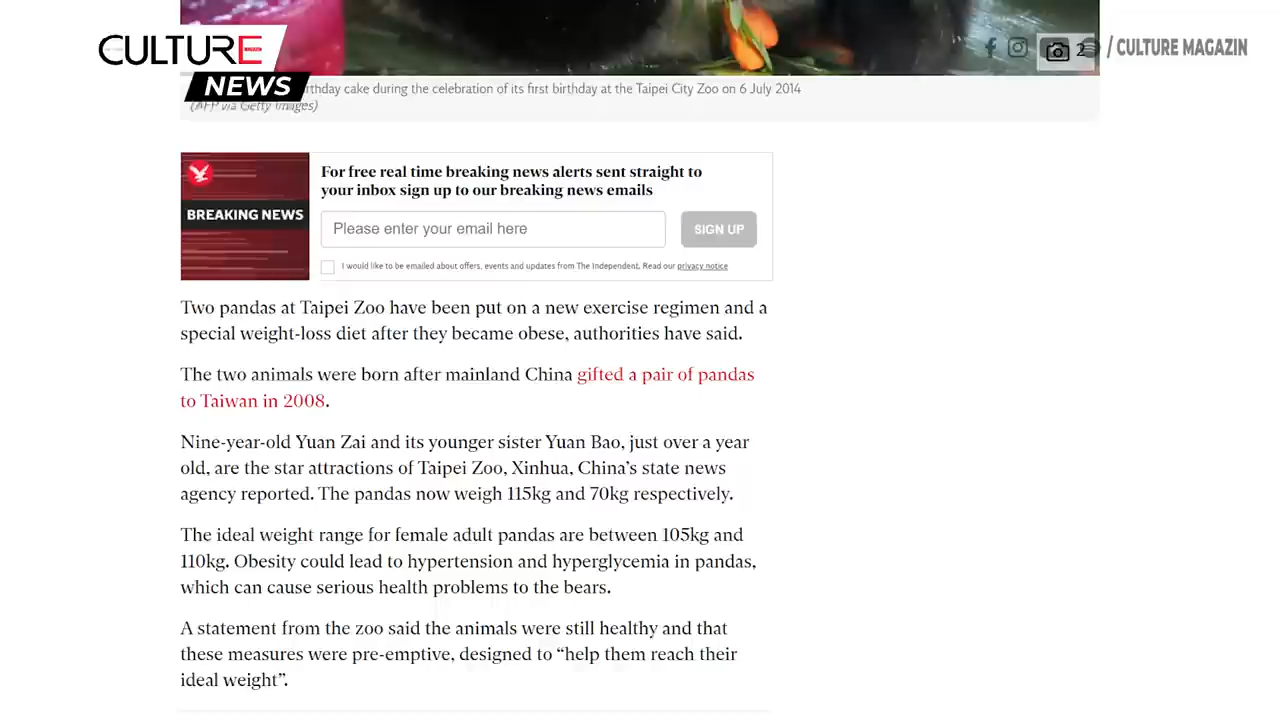 CULTURE
NEWS
2
/ CULTURE MAGAZIN
rthday cake during the celebration of its first birthday at the Taipei City Zoo on 6 July 2014
(AFP via Getty Images)
BREAKING NEWS
For free real time breaking news alerts sent straight to
your inbox sign up to our breaking news emails
Please enter your email here
SIGN UP
I would like to be emailed about offers, events and updates from The Independent. Read our privacy notice
Two pandas at Taipei Zoo have been put on a new exercise regimen and a
special weight-loss diet after they became obese, authorities have said.
The two animals were born after mainland China gifted a pair of pandas
to Taiwan in 2008.
Nine-year-old Yuan Zai and its younger sister Yuan Bao, just over a year
old, are the star attractions of Taipei Zoo, Xinhua, China’s state news
agency reported. The pandas now weigh 115kg and 70kg respectively.
The ideal weight range for female adult pandas are between 105kg and
110kg. Obesity could lead to hypertension and hyperglycemia in pandas,
which can cause serious health problems to the bears.
A statement from the zoo said the animals were still healthy and that
these measures were pre-emptive, designed to “help them reach their
ideal weight”.